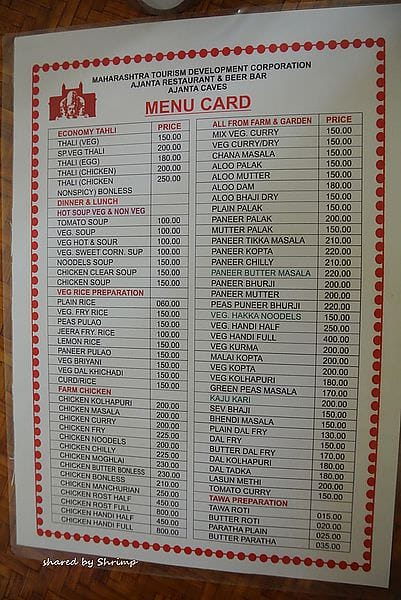 MAHARASHTRA TOURISM DEVELOPMENT CORPORATION
AJANTA RESTAURANT & BEER BAR
AJANTA CAVES
MENU CARD
ECONOMY TAHLI PRICE
THALI (VEG) 150.00
SP.VEG THALI 200.00
THALI (EGG) 180.00
THALI (CHICKEN) 200.00
THALI (CHICKEN 250.00
NONSPICY) BONLESS
DINNER & LUNCH
HOT SOUP VEG & NON VEG
TOMATO SOUP 100.00
VEG. SOUP 100.00
VEG HOT & SOUR 100.00
VEG. SWEET CORN. SUP 100.00
NOODELS SOUP 150.00
CHICKEN CLEAR SOUP 150.00
CHICKEN SOUP 150.00
VEG RICE PREPARATION
PLAIN RICE 060.00
VEG. FRY RICE 150.00
PEAS PULAO 150.00
JEERA FRY. RICE 100.00
LEMON RICE 150.00
PANEER PULAO 150.00
VEG BRIYANI 150.00
VEG DAL KHICHADI 150.00
CURD/RICE 150.00
FARM CHICKEN
CHICKEN KOLHAPURI 200.00
CHICKEN MASALA 200.00
CHICKEN CURRY 200.00
CHICKEN FRY 225.00
CHICKEN NOODELS 200.00
CHICKEN CHILLY 225.00
CHICKEN MOGHLAI 230.00
CHICKEN BUTTER BONLESS 230.00
CHICKEN BONLESS 210.00
CHICKEN MANCHURIAN 250.00
CHICKEN ROST HALF 450.00
CHICKEN ROST FULL 800.00
CHICKEN HANDI HALF 450.00
CHICKEN HANDI FULL 800.00
ALL FROM FARM & GARDEN PRICE
MIX VEG. CURRY 150.00
VEG CURRY/DRY 150.00
CHANA MASALA 150.00
ALOO PALAK 150.00
ALOO MUTTER 150.00
ALOO DAM 180.00
ALOO BHAJI DRY 150.00
PLAIN PALAK 150.00
PANEER PALAK 200.00
MUTTER PALAK 150.00
PANEER TIKKA MASALA 210.00
PANEER KOPTA 220.00
PANEER CHILLY 210.00
PANEER BUTTER MASALA 220.00
PANEER BHURJI 200.00
PANEER MUTTER 200.00
PEAS PUNEER BHURJI 220.00
VEG. HAKKA NOODELS 150.00
VEG. HANDI HALF 250.00
VEG HANDI FULL 400.00
VEG KURMA 200.00
MALAI KOPTA 200.00
VEG KOPTA 200.00
VEG KOLHAPURI 180.00
GREEN PEAS MASALA 170.00
KAJU KARI 200.00
SEV BHAJI 150.00
BHENDI MASALA 150.00
PLAIN DAL FRY 130.00
DAL FRY 150.00
BUTTER DAL FRY 170.00
DAL KOLHAPURI 180.00
DAL TADKA 180.00
LASUN METHI 200.00
TOMATO CURRY 150.00
TAWA PREPARATION
TAWA ROTI 015.00
BUTTER ROTI 020.00
PARATHA PLAIN 025.00
BUTTER PARATHA 035.00
shared by Shrimp